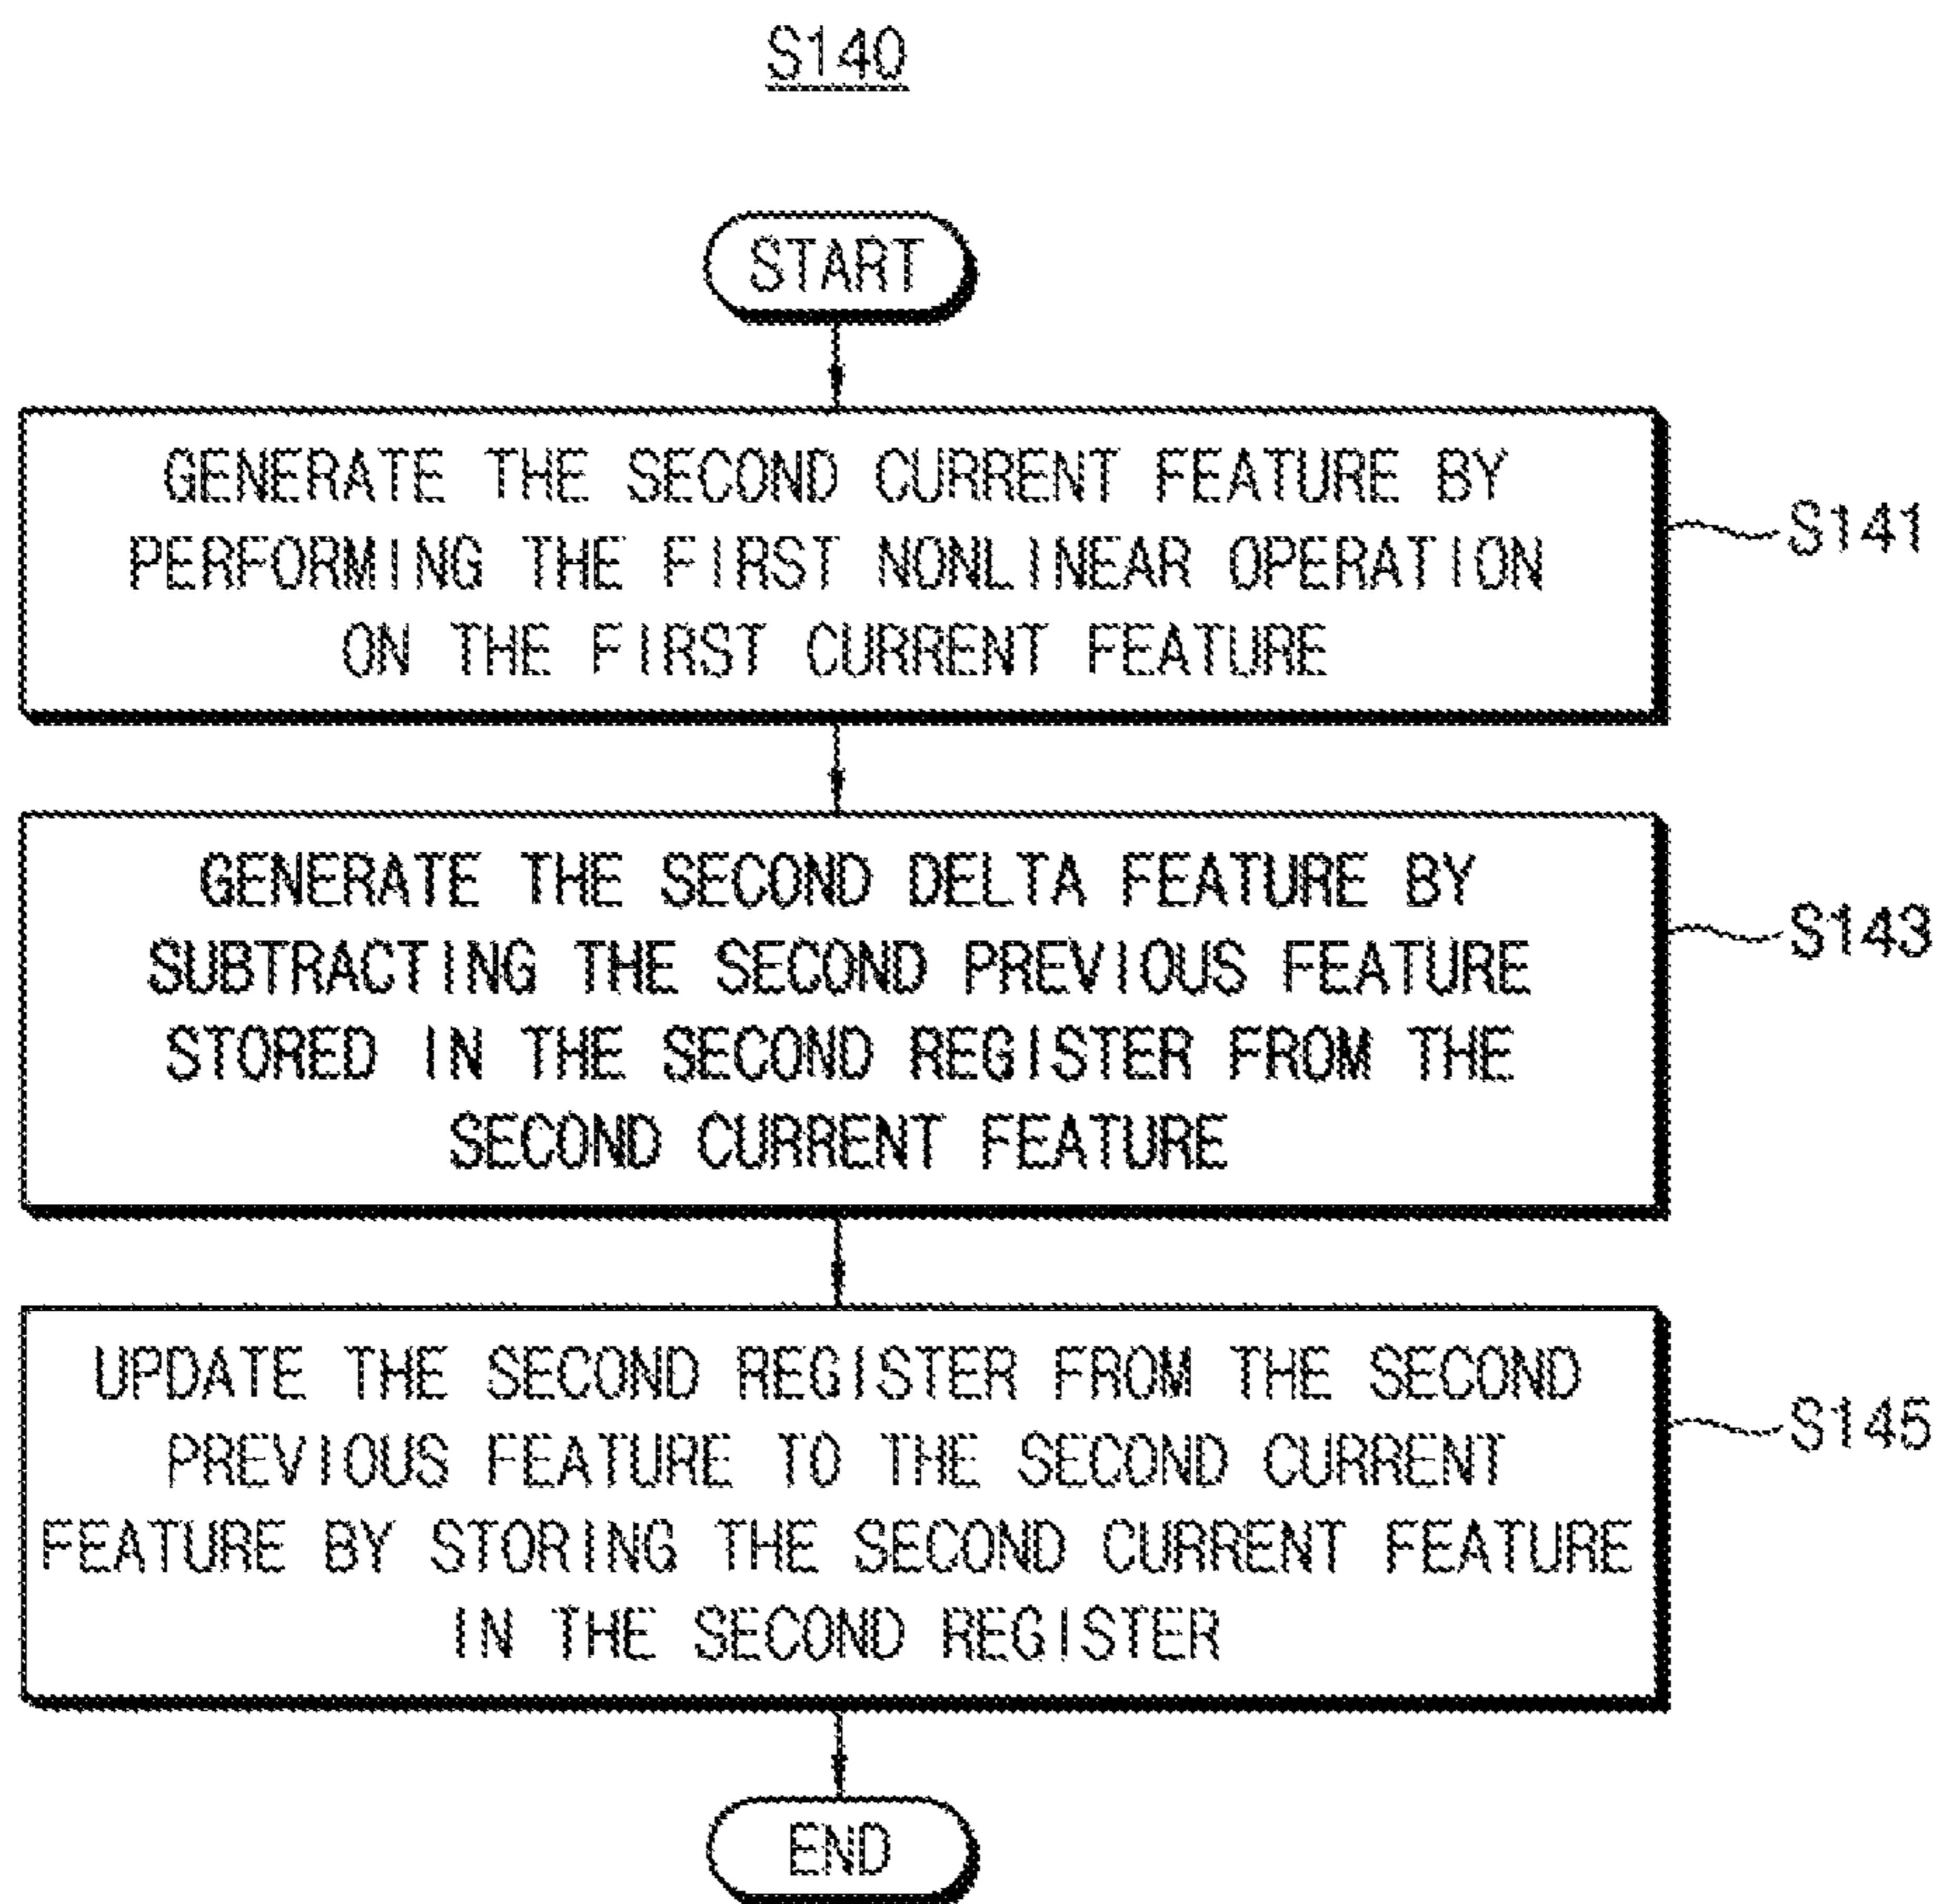 S140
START
GENERATE THE SECOND CURRENT FEATURE BY
PERFORMING THE FIRST NONLINEAR OPERATION
ON THE FIRST CURRENT FEATURE
S141
GENERATE THE SECOND DELTA FEATURE BY
SUBTRACTING THE SECOND PREVIOUS FEATURE
STORED IN THE SECOND REGISTER FROM THE
SECOND CURRENT FEATURE
S143
UPDATE THE SECOND REGISTER FROM THE SECOND
PREVIOUS FEATURE TO THE SECOND CURRENT
FEATURE BY STORING THE SECOND CURRENT FEATURE
IN THE SECOND REGISTER
S145
END